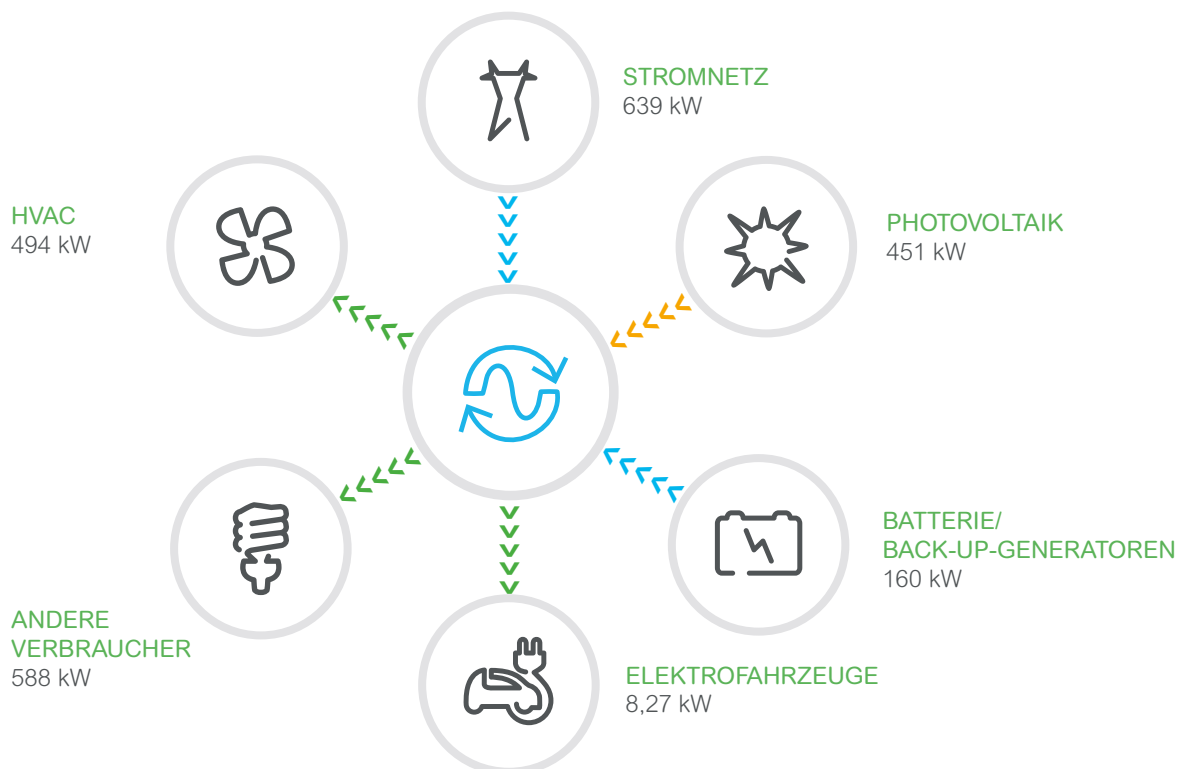 STROMNETZ
639 kW
HVAC
494 kW
PHOTOVOLTAIK
451 kW
BATTERIE/
BACK-UP-GENERATOREN
160 kW
ANDERE
VERBRAUCHER
588 kW
ELEKTROFAHRZEUGE
8,27 kW